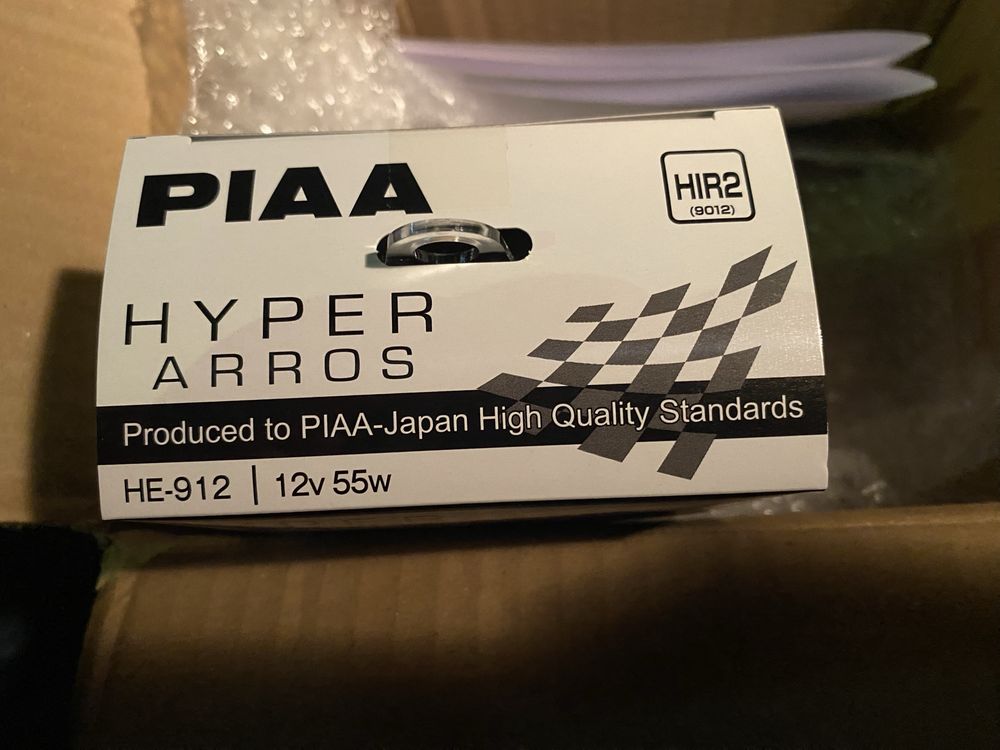 PIAA
HIR2
(9012)
HYPER
ARROS
Produced to PIAA-Japan High Quality Standards
HE-912 | 12v 55w